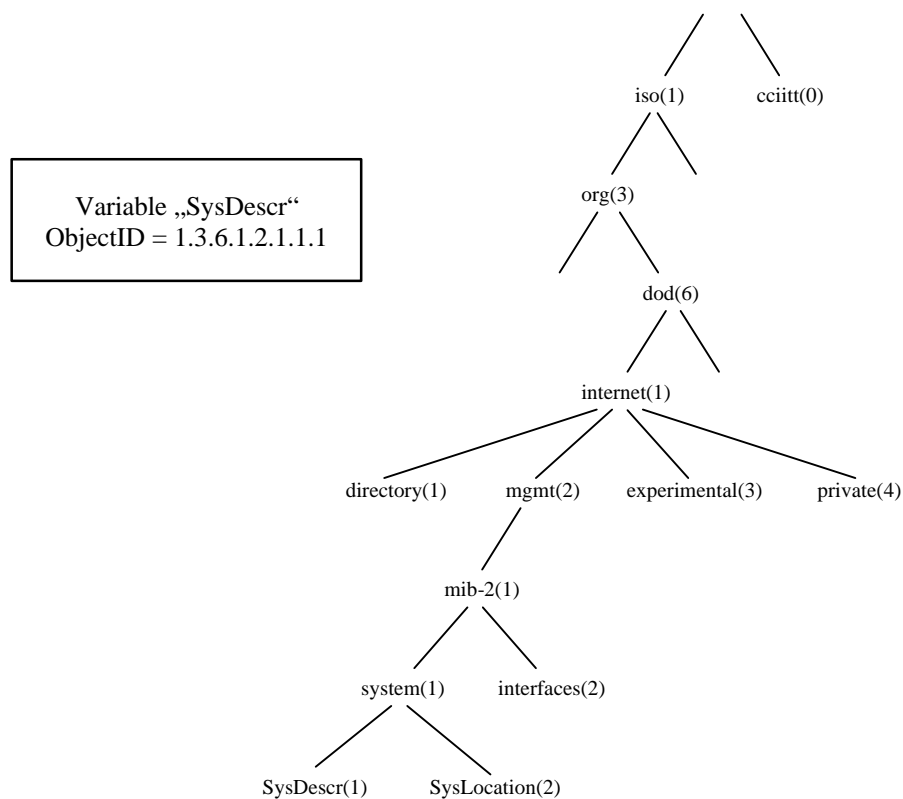 iso(1) cciitt(0)
Variable „SysDescr“
ObjectID = 1.3.6.1.2.1.1.1
org(3)
dod(6)
internet(1)
directory(1) mgmt(2) experimental(3) private(4)
mib-2(1)
system(1) interfaces(2)
SysDescr(1) SysLocation(2)